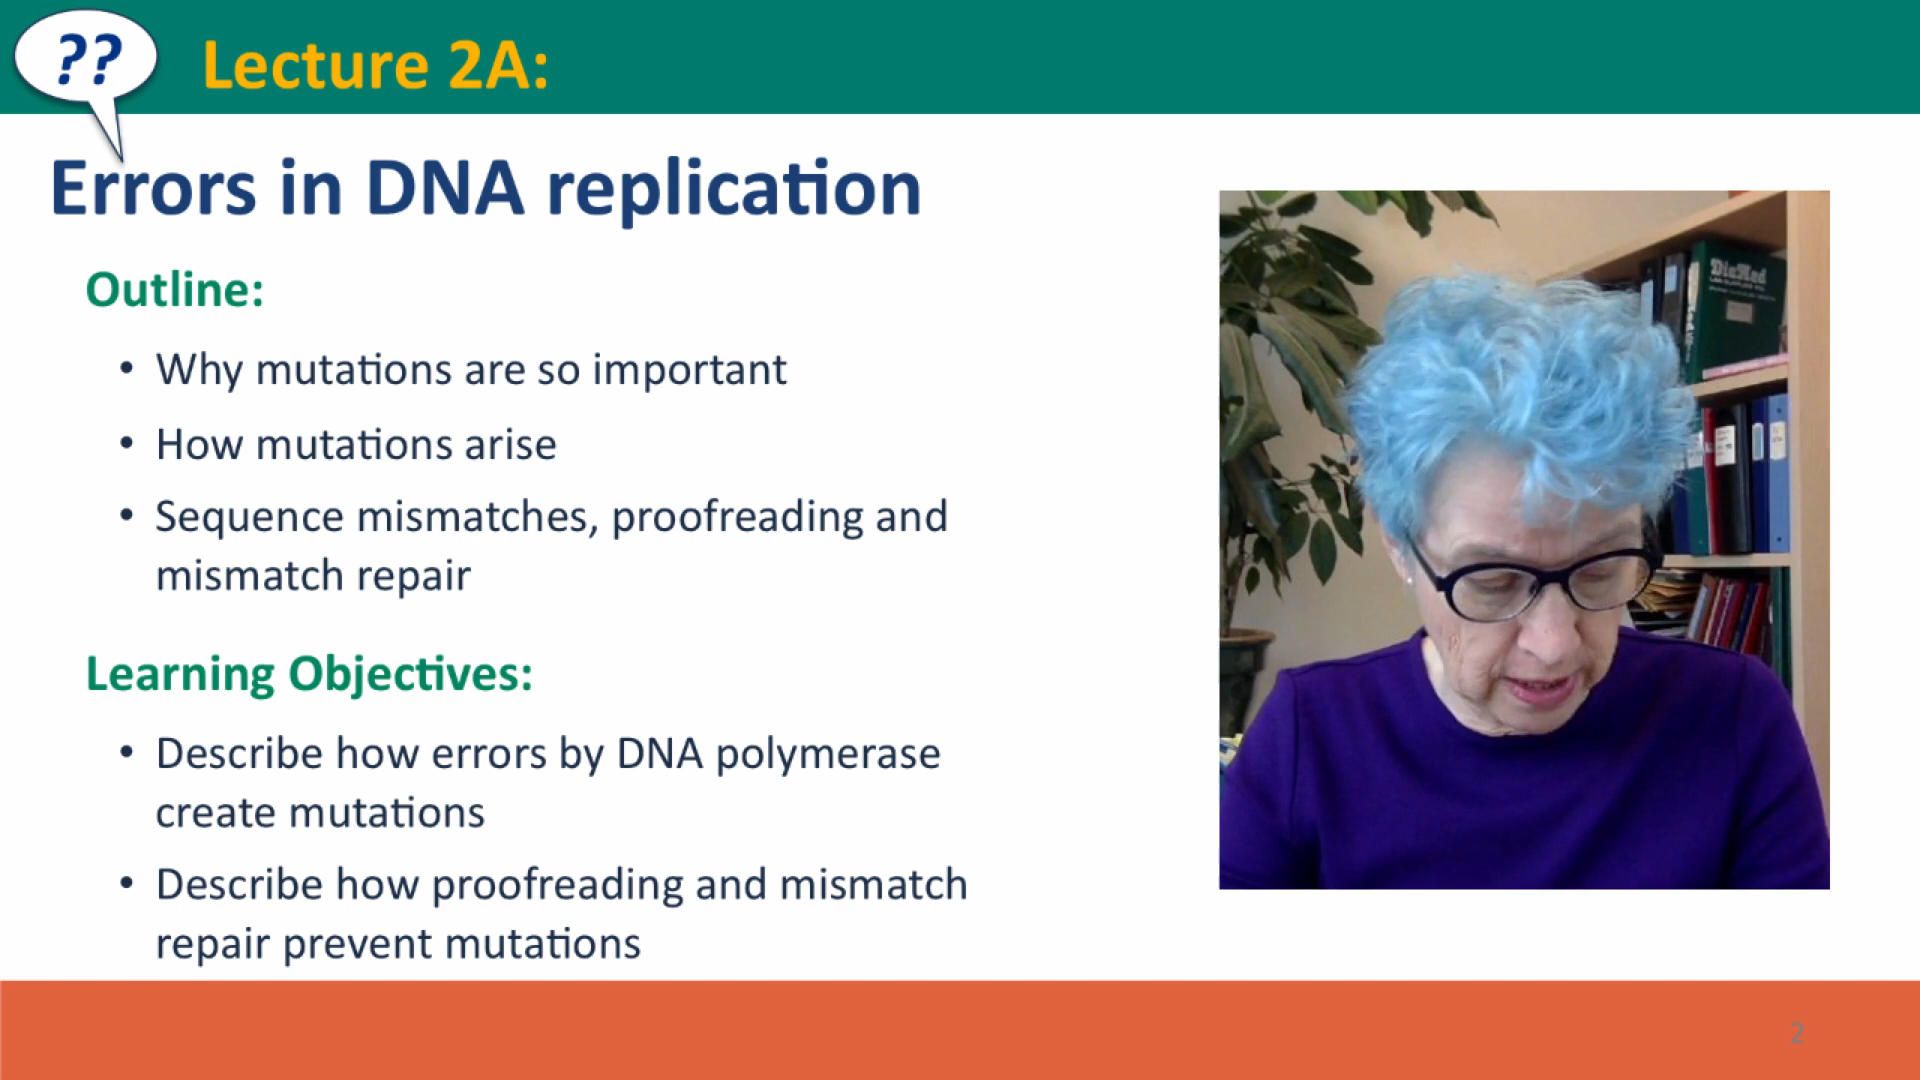 ??
Lecture 2A:
Errors in DNA replication
Outline:
• Why mutations are so important
• How mutations arise
• Sequence mismatches, proofreading and
mismatch repair
Learning Objectives:
• Describe how errors by DNA polymerase
create mutations
• Describe how proofreading and mismatch
repair prevent mutations
DiaMed
2